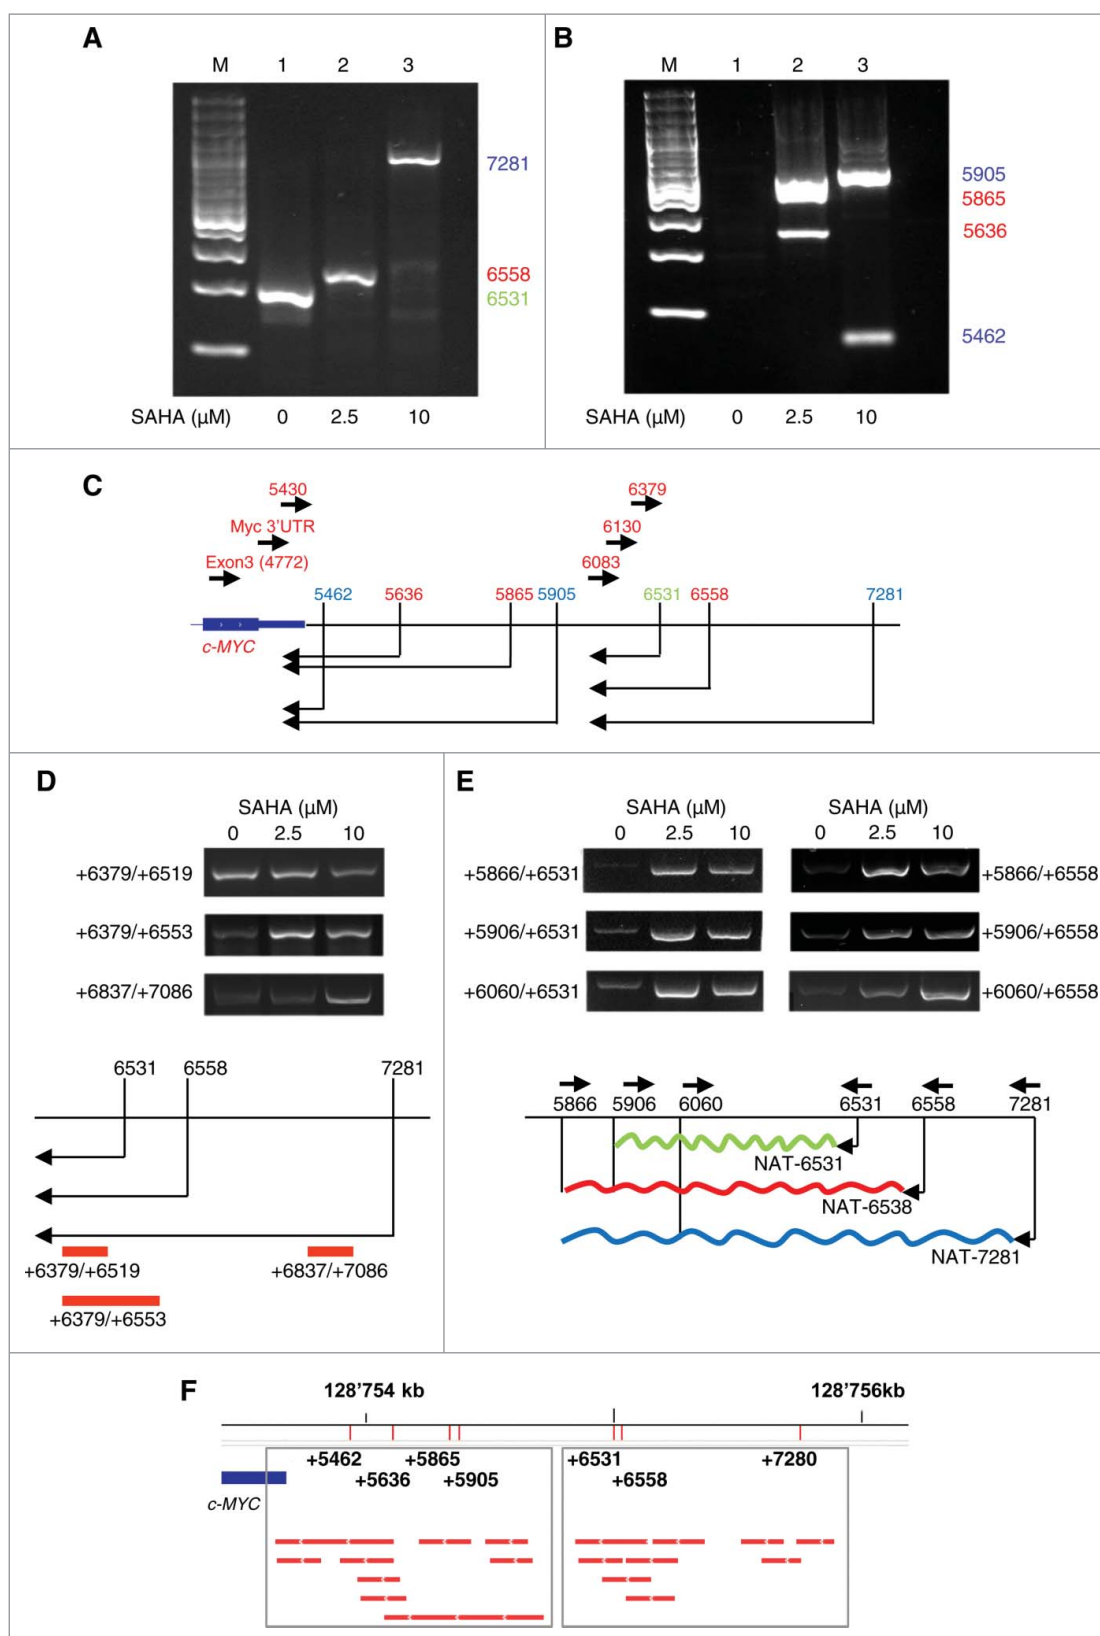 A
M 1 2 3
7281
6558
6531
SAHA (µM) 0 2.5 10
B
M 1 2 3
5905
5865
5636
5462
SAHA (µM) 0 2.5 10
C
5430 6379
Myc 3'UTR 6130
Exon3 (4772) 6083
5462 5636 5865 5905 6531 6558 7281
c-MYC
D
SAHA (µM)
0 2.5 10
+6379/+6519
+6379/+6553
+6837/+7086
6531 6558 7281
+6379/+6519 +6837/+7086
+6379/+6553
E
SAHA (µM) SAHA (µM)
0 2.5 10 0 2.5 10
+5866/+6531 +5866/+6558
+5906/+6531 +5906/+6558
+6060/+6531 +6060/+6558
5866 5906 6060 6531 6558 7281
NAT-6531
NAT-6538
NAT-7281
F
128'754 kb 128'756kb
+5462 +5865 +6531 +7280
+5636 +5905 +6558
c-MYC